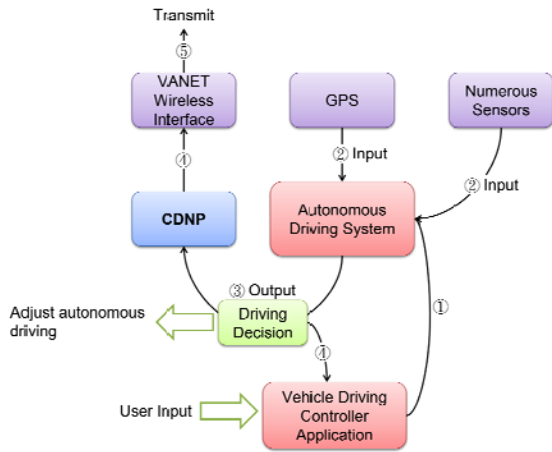 Transmit
⑤
VANET
Wireless
Interface
GPS
Numerous
Sensors
④
② Input
② Input
CDNP
Autonomous
Driving System
③ Output
①
Adjust autonomous
driving
Driving
Decision
④
User Input
Vehicle Driving
Controller
Application